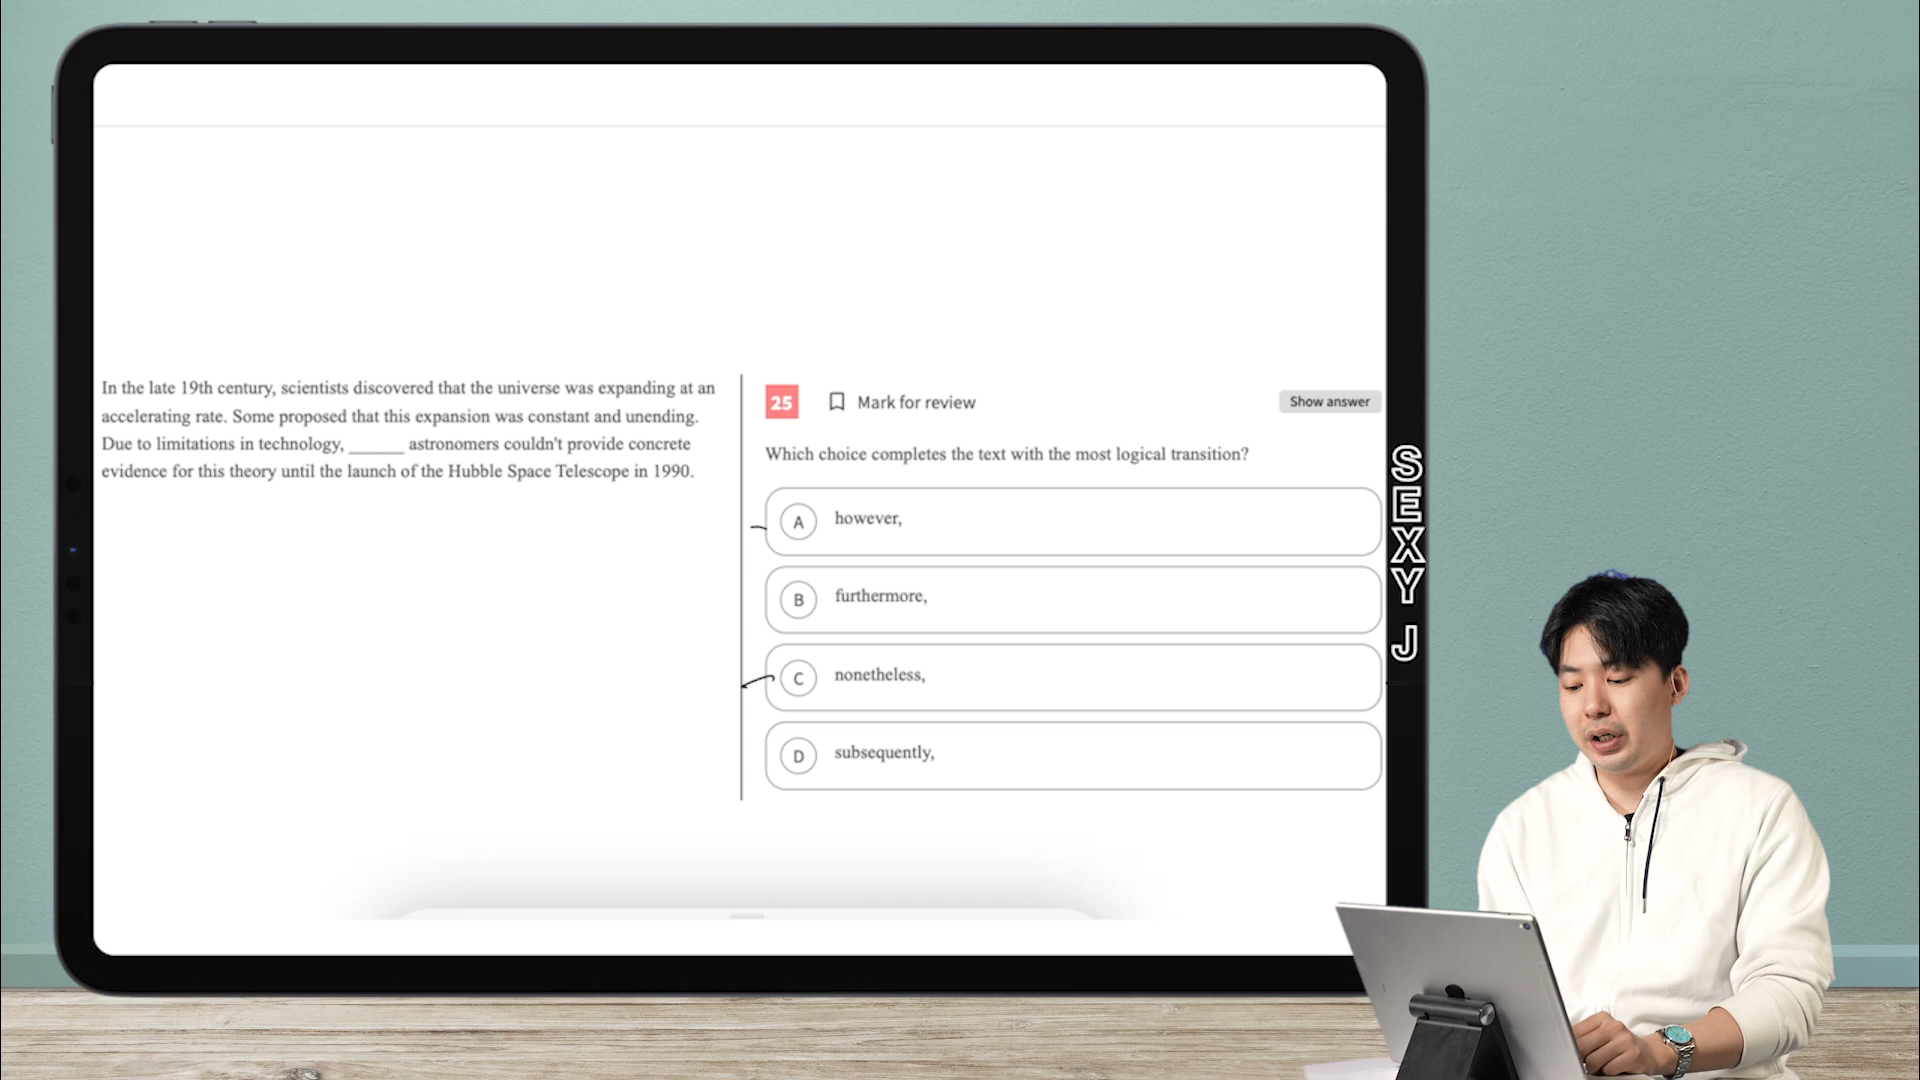 In the late 19th century, scientists discovered that the universe was expanding at an
accelerating rate. Some proposed that this expansion was constant and unending.
Due to limitations in technology, ______ astronomers couldn't provide concrete
evidence for this theory until the launch of the Hubble Space Telescope in 1990.
25 Mark for review Show answer
Which choice completes the text with the most logical transition?
A however,
B furthermore,
C nonetheless,
D subsequently,
SEXY J